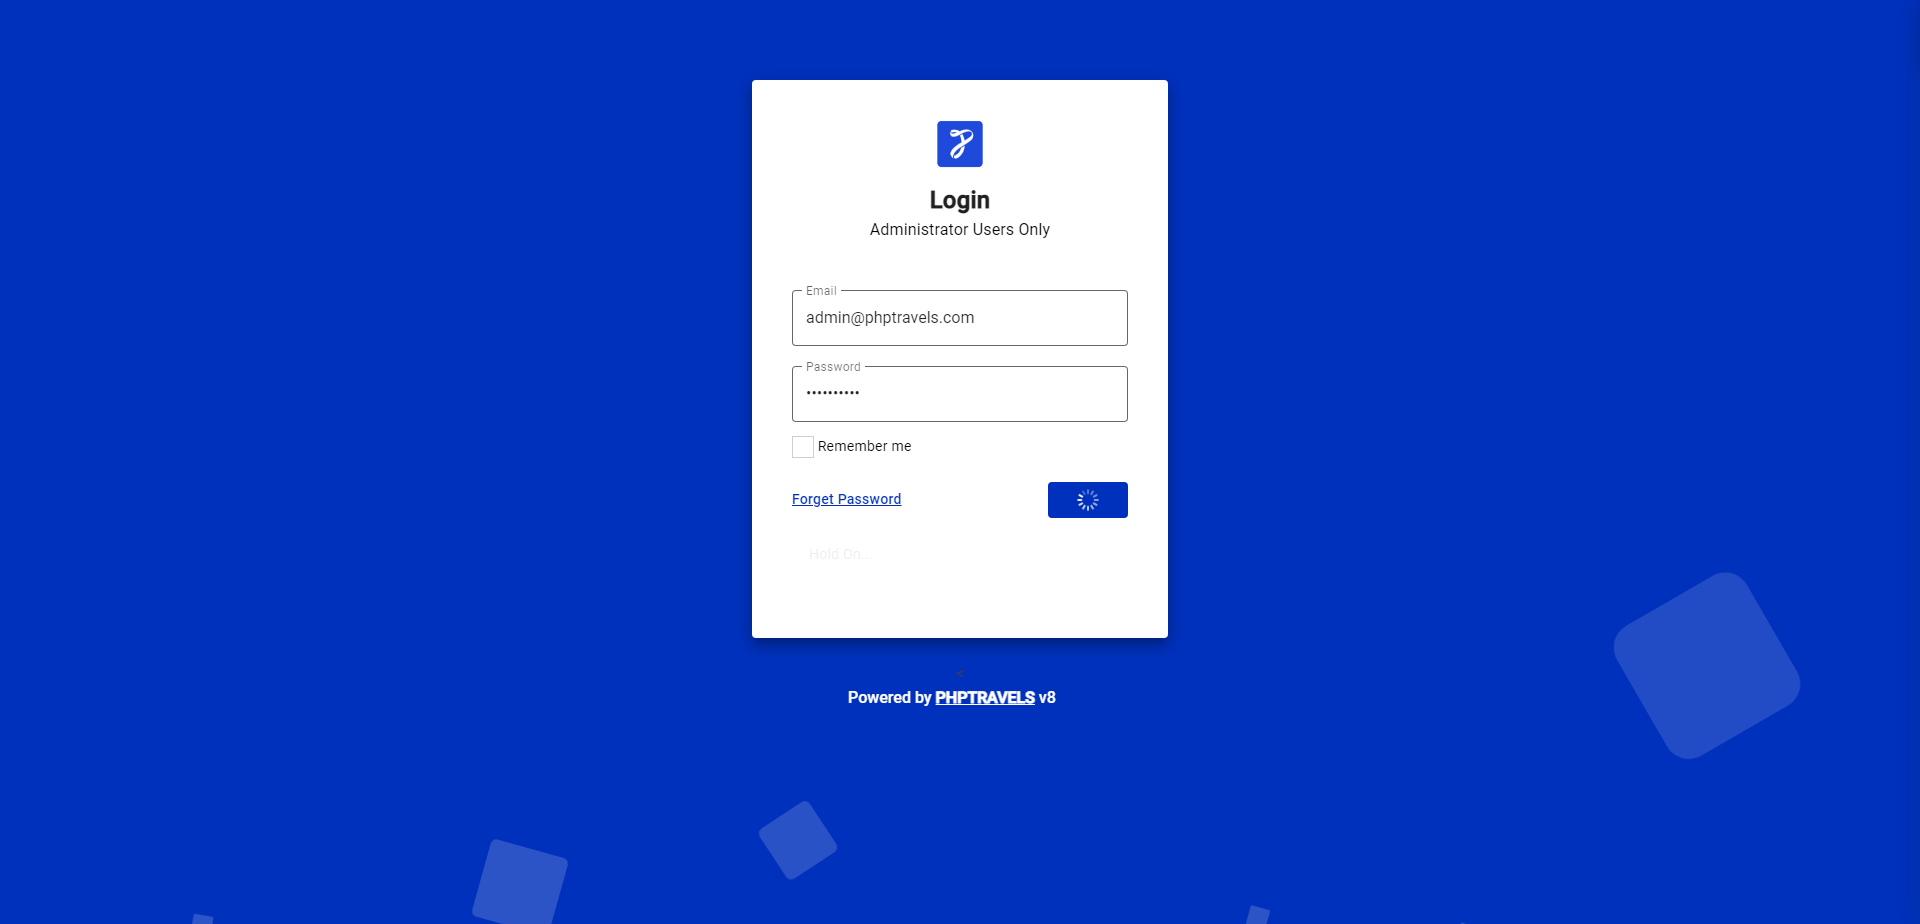 Login
Administrator Users Only
Email
admin@phptravels.com
Password
••••••••••
Remember me
Forget Password
Hold On...
<
Powered by PHPTRAVELS v8